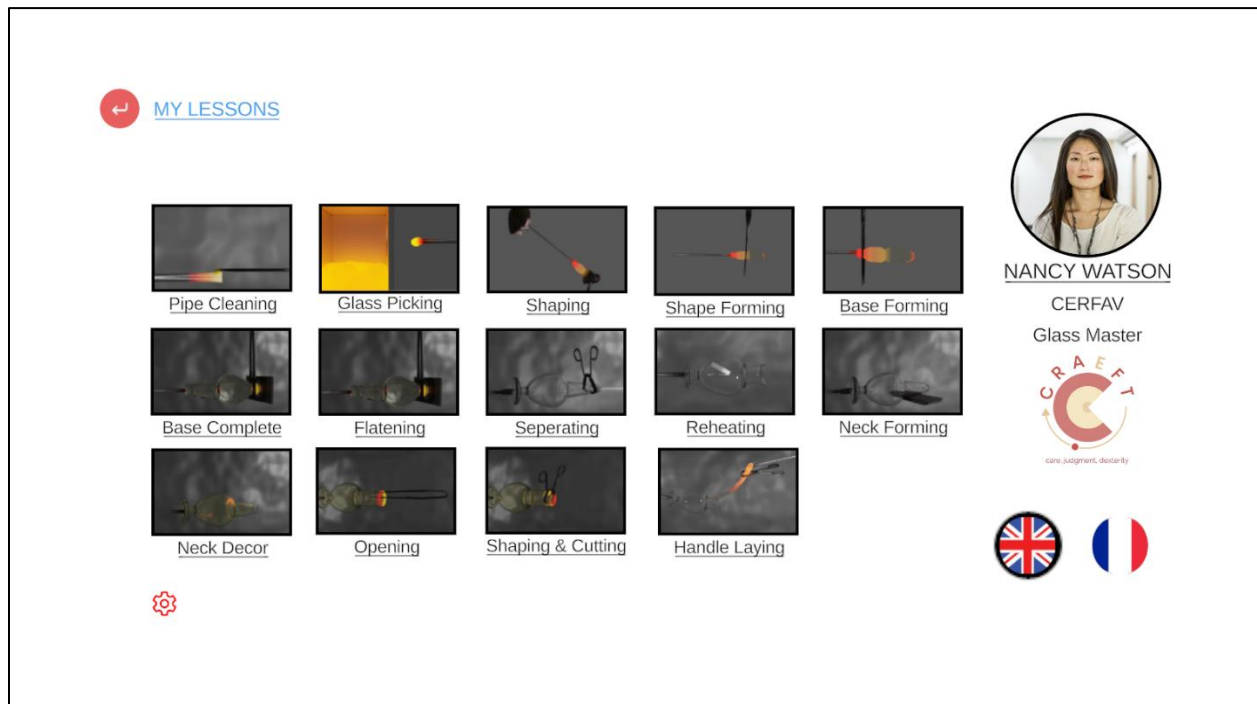 MY LESSONS
Pipe Cleaning
Glass Picking
Shaping
Shape Forming
Base Forming
Base Complete
Flatening
Seperating
Reheating
Neck Forming
Neck Decor
Opening
Shaping & Cutting
Handle Laying
NANCY WATSON
CERFAV
Glass Master
CRAEFT
care, judgment, dexterity